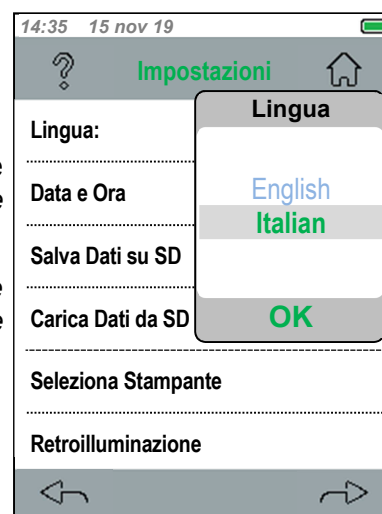 14:35 15 nov 19
Impostazioni
Lingua:
Lingua
English
Italian
OK
Data e Ora
Salva Dati su SD
Carica Dati da SD
Seleziona Stampante
Retroilluminazione